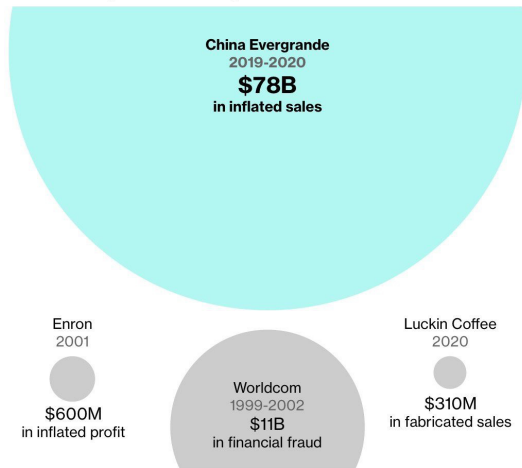 China Evergrande
2019-2020
$78B
in inflated sales
Enron
2001
$600M
in inflated profit
Worldcom
1999-2002
$11B
in financial fraud
Luckin Coffee
2020
$310M
in fabricated sales